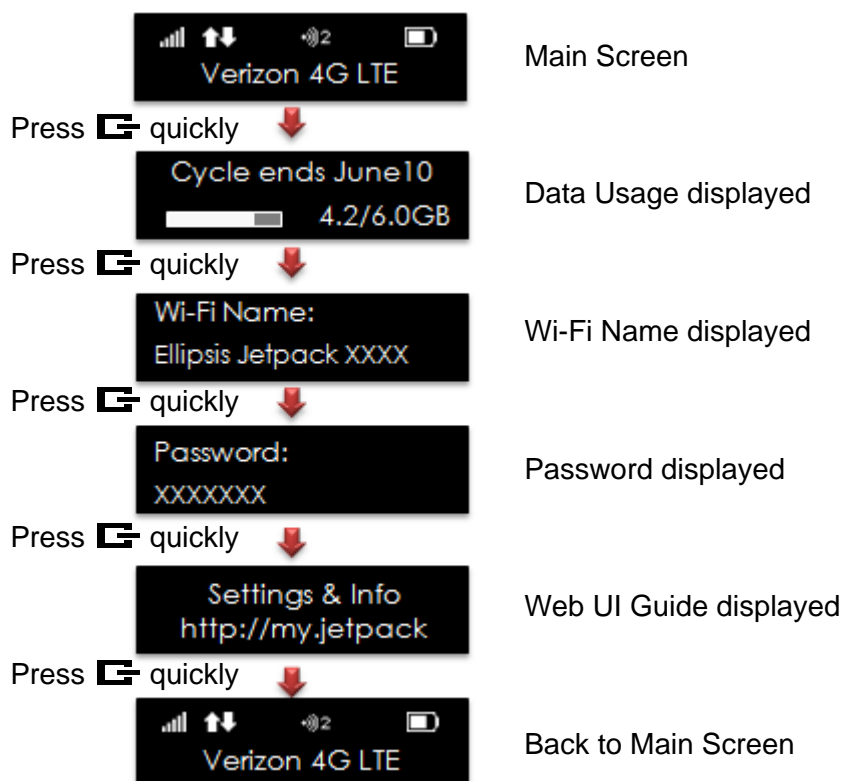 2
Verizon 4G LTE
Main Screen
Press quickly
Cycle ends June10
4.2/6.0GB
Data Usage displayed
Press quickly
Wi-Fi Name:
Ellipsis Jetpack XXXX
Wi-Fi Name displayed
Press quickly
Password:
XXXXXXX
Password displayed
Press quickly
Settings & Info
http://my.jetpack
Web UI Guide displayed
Press quickly
2
Verizon 4G LTE
Back to Main Screen